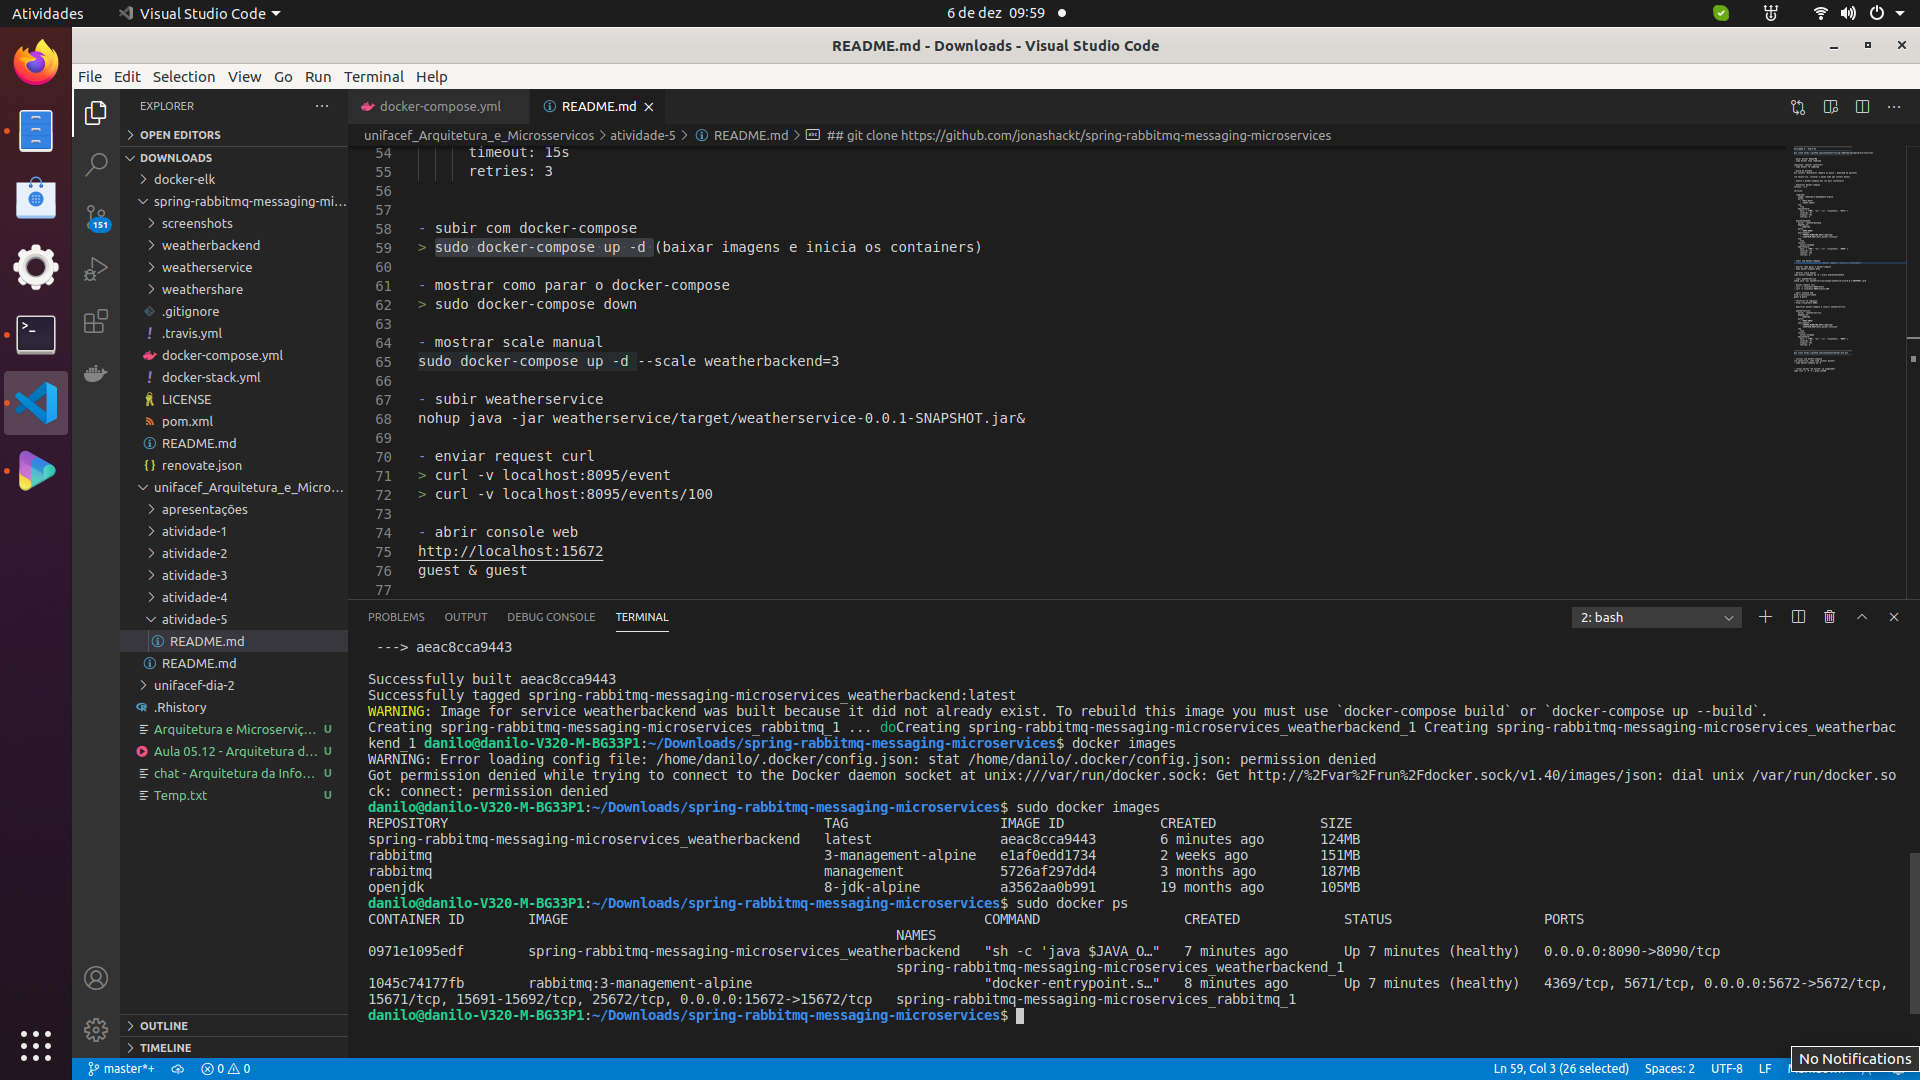 Atividades
Visual Studio Code
6 de dez 09:59
README.md - Downloads - Visual Studio Code
File Edit Selection View Go Run Terminal Help
EXPLORER
OPEN EDITORS
DOWNLOADS
docker-elk
spring-rabbitmq-messaging-mi...
screenshots
weatherbackend
weatherservice
weathershare
.gitignore
.travis.yml
docker-compose.yml
docker-stack.yml
LICENSE
pom.xml
README.md
renovate.json
unifacef_Arquitetura_e_Micro...
apresentações
atividade-1
atividade-2
atividade-3
atividade-4
atividade-5
README.md
README.md
unifacef-dia-2
.Rhistory
Arquitetura e Microserviç... U
Aula 05.12 - Arquitetura d... U
chat - Arquitetura da Info... U
Temp.txt U
OUTLINE
TIMELINE
151
docker-compose.yml
README.md
unifacef_Arquitetura_e_Microsservicos > atividade-5 > README.md > ## git clone https://github.com/jonashackt/spring-rabbitmq-messaging-microservices
54 timeout: 15s
55 retries: 3
56
57
58 - subir com docker-compose
59 > sudo docker-compose up -d (baixar imagens e inicia os containers)
60
61 - mostrar como parar o docker-compose
62 > sudo docker-compose down
63
64 - mostrar scale manual
65 sudo docker-compose up -d --scale weatherbackend=3
66
67 - subir weatherservice
68 nohup java -jar weatherservice/target/weatherservice-0.0.1-SNAPSHOT.jar&
69
70 - enviar request curl
71 > curl -v localhost:8095/event
72 > curl -v localhost:8095/events/100
73
74 - abrir console web
75 http://localhost:15672
76 guest & guest
77
PROBLEMS OUTPUT DEBUG CONSOLE TERMINAL
2: bash
---> aeac8cca9443
Successfully built aeac8cca9443
Successfully tagged spring-rabbitmq-messaging-microservices_weatherbackend:latest
WARNING: Image for service weatherbackend was built because it did not already exist. To rebuild this image you must use `docker-compose build` or `docker-compose up --build`.
Creating spring-rabbitmq-messaging-microservices_rabbitmq_1 ... doCreating spring-rabbitmq-messaging-microservices_weatherbackend_1 Creating spring-rabbitmq-messaging-microservices_weatherbac
kend_1 danilo@danilo-V320-M-BG33P1:~/Downloads/spring-rabbitmq-messaging-microservices$ docker images
WARNING: Error loading config file: /home/danilo/.docker/config.json: stat /home/danilo/.docker/config.json: permission denied
Got permission denied while trying to connect to the Docker daemon socket at unix:///var/run/docker.sock: Get http://%2Fvar%2Frun%2Fdocker.sock/v1.40/images/json: dial unix /var/run/docker.so
ck: connect: permission denied
danilo@danilo-V320-M-BG33P1:~/Downloads/spring-rabbitmq-messaging-microservices$ sudo docker images
REPOSITORY TAG IMAGE ID CREATED SIZE
spring-rabbitmq-messaging-microservices_weatherbackend latest aeac8cca9443 6 minutes ago 124MB
rabbitmq 3-management-alpine e1af0edd1734 2 weeks ago 151MB
rabbitmq management 5726af297dd4 3 months ago 187MB
openjdk 8-jdk-alpine a3562aa0b991 19 months ago 105MB
danilo@danilo-V320-M-BG33P1:~/Downloads/spring-rabbitmq-messaging-microservices$ sudo docker ps
CONTAINER ID IMAGE COMMAND CREATED STATUS PORTS
NAMES
0971e1095edf spring-rabbitmq-messaging-microservices_weatherbackend "sh -c 'java $JAVA_O…" 7 minutes ago Up 7 minutes (healthy) 0.0.0.0:8090->8090/tcp
spring-rabbitmq-messaging-microservices_weatherbackend_1
1045c74177fb rabbitmq:3-management-alpine "docker-entrypoint.s…" 8 minutes ago Up 7 minutes (healthy) 4369/tcp, 5671/tcp, 0.0.0.0:5672->5672/tcp,
15671/tcp, 15691-15692/tcp, 25672/tcp, 0.0.0.0:15672->15672/tcp spring-rabbitmq-messaging-microservices_rabbitmq_1
danilo@danilo-V320-M-BG33P1:~/Downloads/spring-rabbitmq-messaging-microservices$
master*+ 0 0
Ln 59, Col 3 (26 selected) Spaces: 2 UTF-8 LF
No Notifications